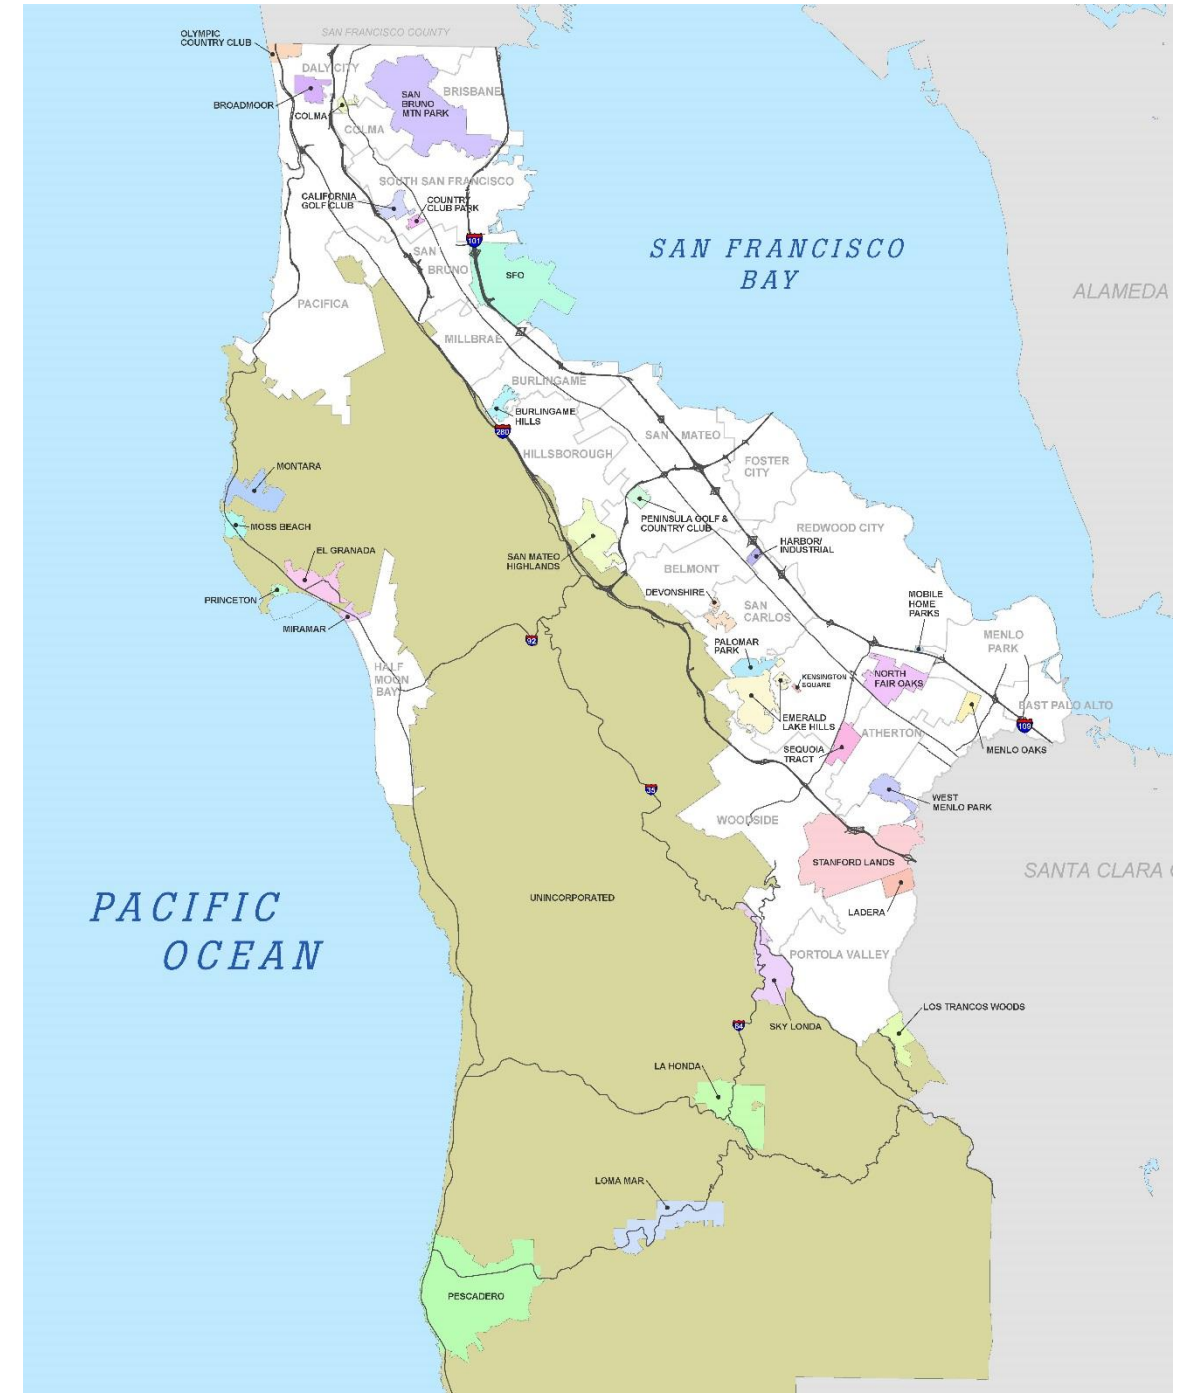 OLYMPIC
COUNTRY CLUB
SAN FRANCISCO COUNTY
DALY CITY
BROADMOOR
COLMA
COLMA
SAN
BRUNO
MTN PARK
BRISBANE
SOUTH SAN FRANCISCO
CALIFORNIA
GOLF CLUB
COUNTRY
CLUB PARK
101
SAN
BRUNO
SFO
SAN FRANCISCO
BAY
ALAMEDA
PACIFICA
MILLBRAE
BURLINGAME
BURLINGAME
HILLS
280
HILLSBOROUGH
SAN MATEO
FOSTER
CITY
MONTARA
MOSS BEACH
PENINSULA GOLF &
COUNTRY CLUB
REDWOOD CITY
HARBOR/
INDUSTRIAL
EL GRANADA
SAN MATEO
HIGHLANDS
BELMONT
PRINCETON
DEVONSHIRE
SAN
CARLOS
MOBILE
HOME
PARKS
MIRAMAR
92
MENLO
PARK
PALOMAR
PARK
HALF
MOON
BAY
KENSINGTON
SQUARE
NORTH
FAIR OAKS
EAST PALO ALTO
EMERALD
LAKE HILLS
109
ATHERTON
SEQUOIA
TRACT
MENLO OAKS
35
WEST
MENLO PARK
WOODSIDE
STANFORD LANDS
SANTA CLARA
UNINCORPORATED
LADERA
PACIFIC
OCEAN
PORTOLA VALLEY
LOS TRANCOS WOODS
SKY LONDA
84
LA HONDA
LOMA MAR
PESCADERO